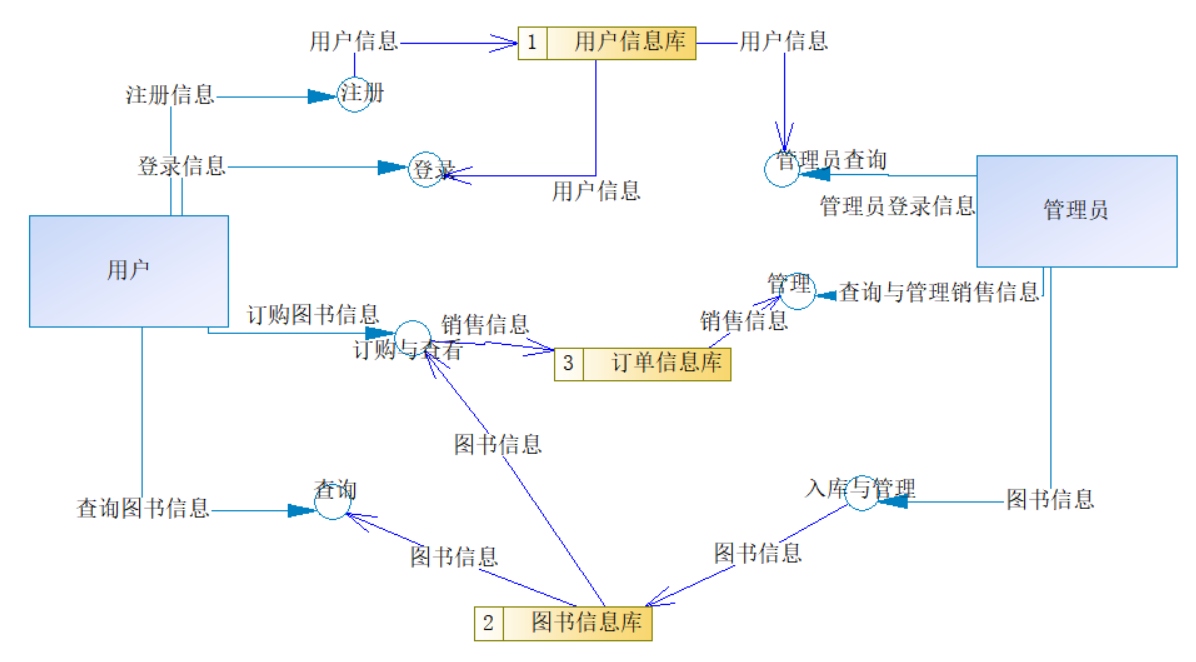 用户信息
1
用户信息库
用户信息
注册信息
注册
登录信息
登录
用户信息
管理员查询
管理员登录信息
管理员
用户
订购图书信息
销售信息
订购与查看
管理
查询与管理销售信息
销售信息
3
订单信息库
图书信息
查询
查询图书信息
入库与管理
图书信息
图书信息
图书信息
2
图书信息库